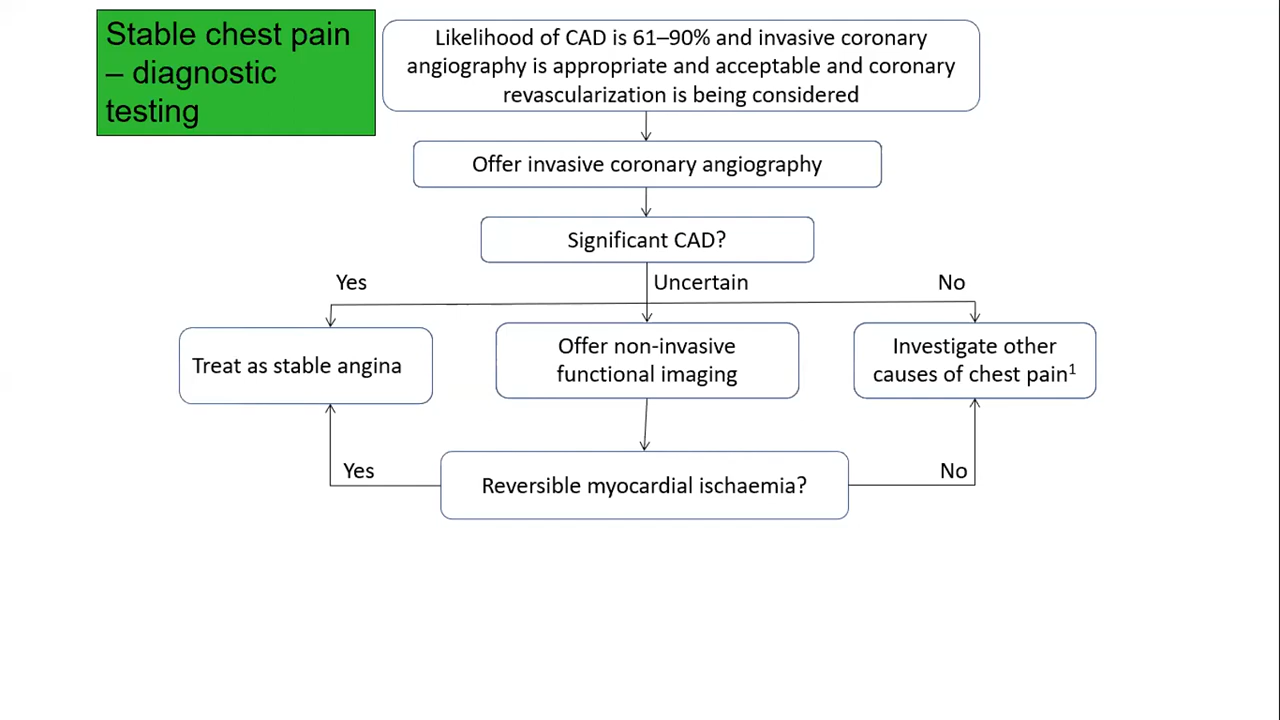 Stable chest pain
– diagnostic
testing
Likelihood of CAD is 61–90% and invasive coronary
angiography is appropriate and acceptable and coronary
revascularization is being considered
Offer invasive coronary angiography
Significant CAD?
Yes
Uncertain
No
Treat as stable angina
Offer non-invasive
functional imaging
Investigate other
causes of chest pain¹
Yes
Reversible myocardial ischaemia?
No